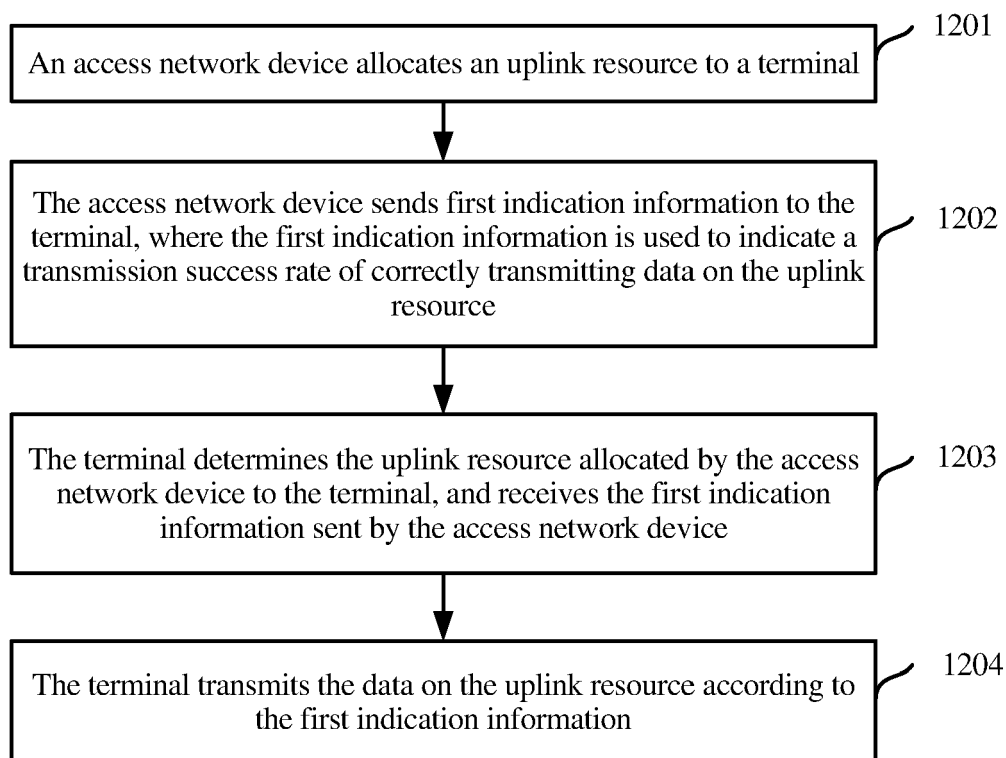 1201
An access network device allocates an uplink resource to a terminal
The access network device sends first indication information to the
terminal, where the first indication information is used to indicate a
transmission success rate of correctly transmitting data on the uplink
resource
1202
The terminal determines the uplink resource allocated by the access
network device to the terminal, and receives the first indication
information sent by the access network device
1203
The terminal transmits the data on the uplink resource according to
the first indication information
1204